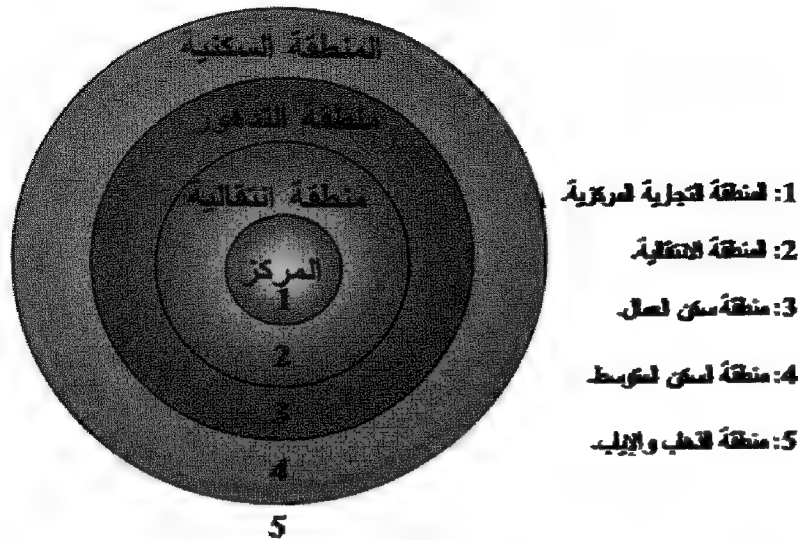 المنطقة السكنية
منطقة التدهور
منطقة إنتقالية
المركز
1
2
3
4
5
1: المنطقة التجارية المركزية.
2: المنطقة الانتقالية.
3: منطقة سكن العمال.
4: منطقة السكن المتوسط.
5: منطقة الذهاب والإياب.